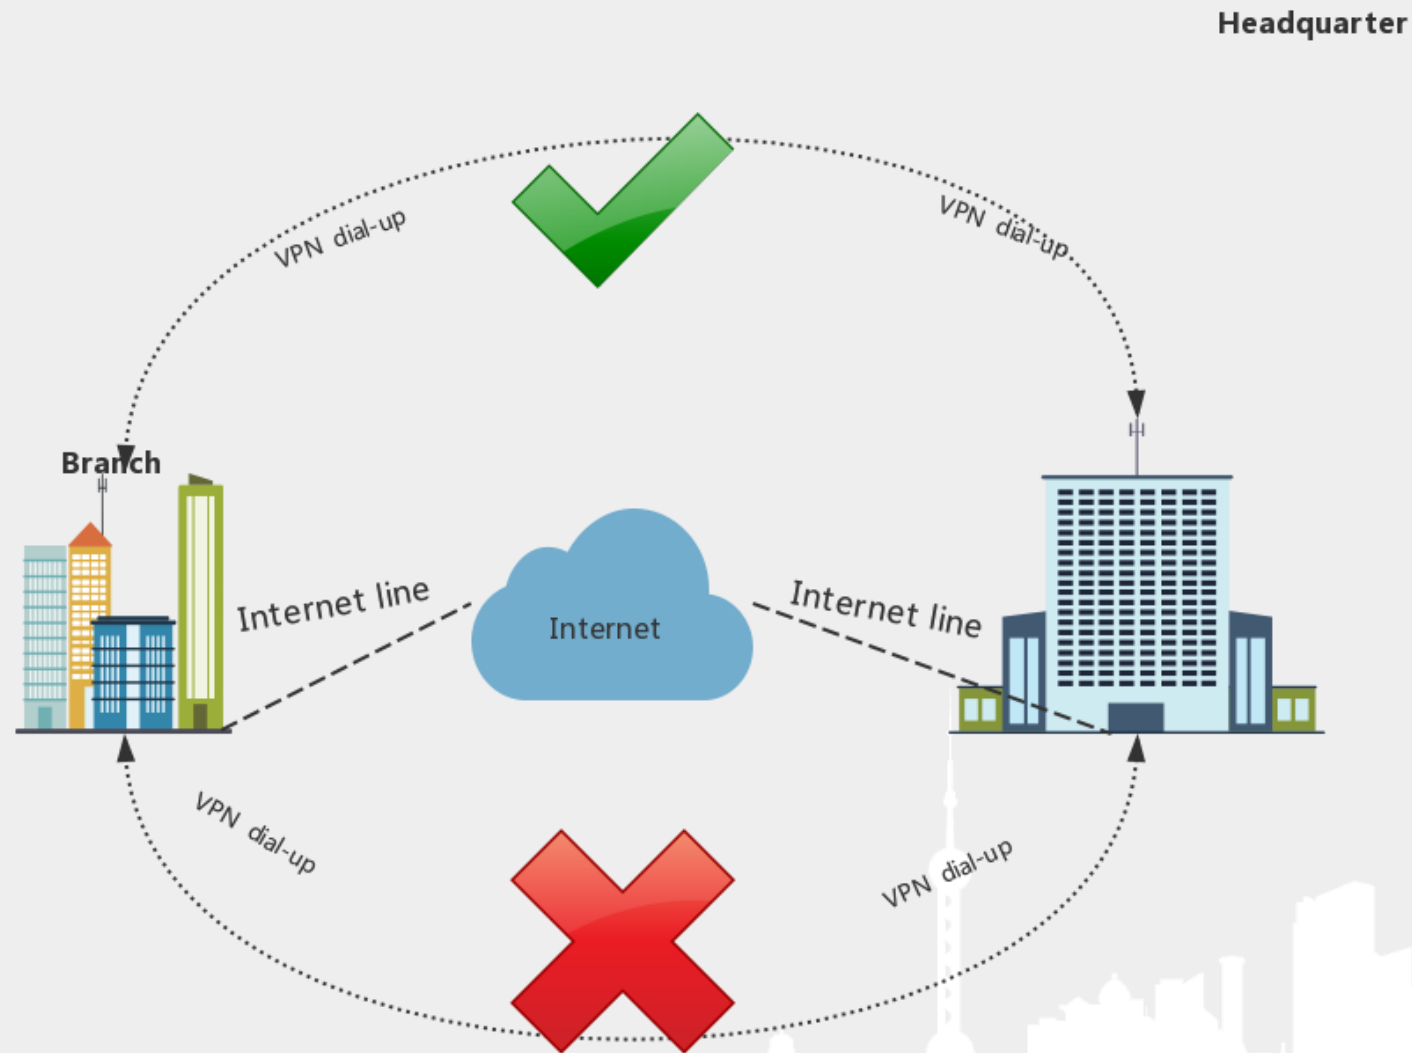 Headquarter
VPN dial-up
VPN dial-up
Branch
Internet line
Internet
Internet line
VPN dial-up
VPN dial-up